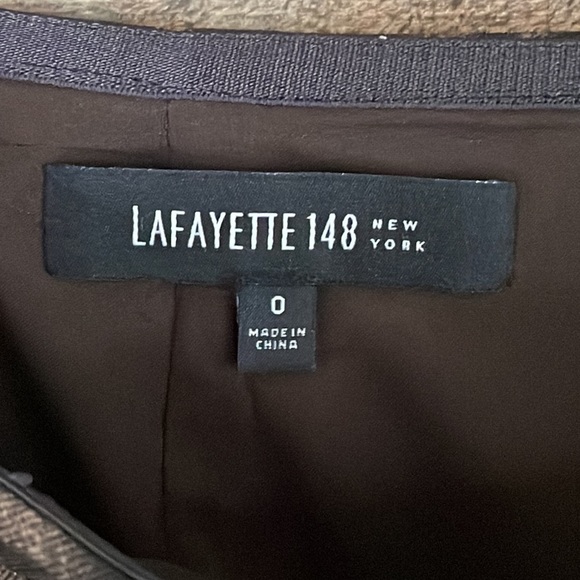 LAFAYETTE 148 NEW YORK
0
MADE IN
CHINA